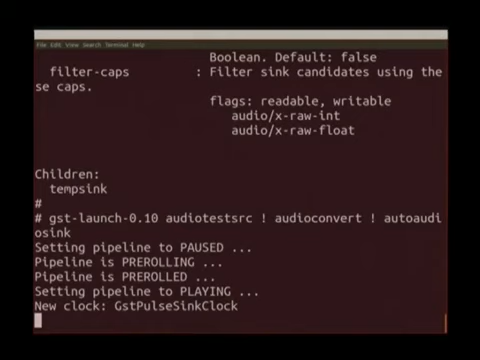 File Edit View Search Terminal Help
Boolean. Default: false
filter-caps : Filter sink candidates using the
se caps.
flags: readable, writable
audio/x-raw-int
audio/x-raw-float
Children:
tempsink
#
# gst-launch-0.10 audiotestsrc ! audioconvert ! autoaudi
osink
Setting pipeline to PAUSED ...
Pipeline is PREROLLING ...
Pipeline is PREROLLED ...
Setting pipeline to PLAYING ...
New clock: GstPulseSinkClock